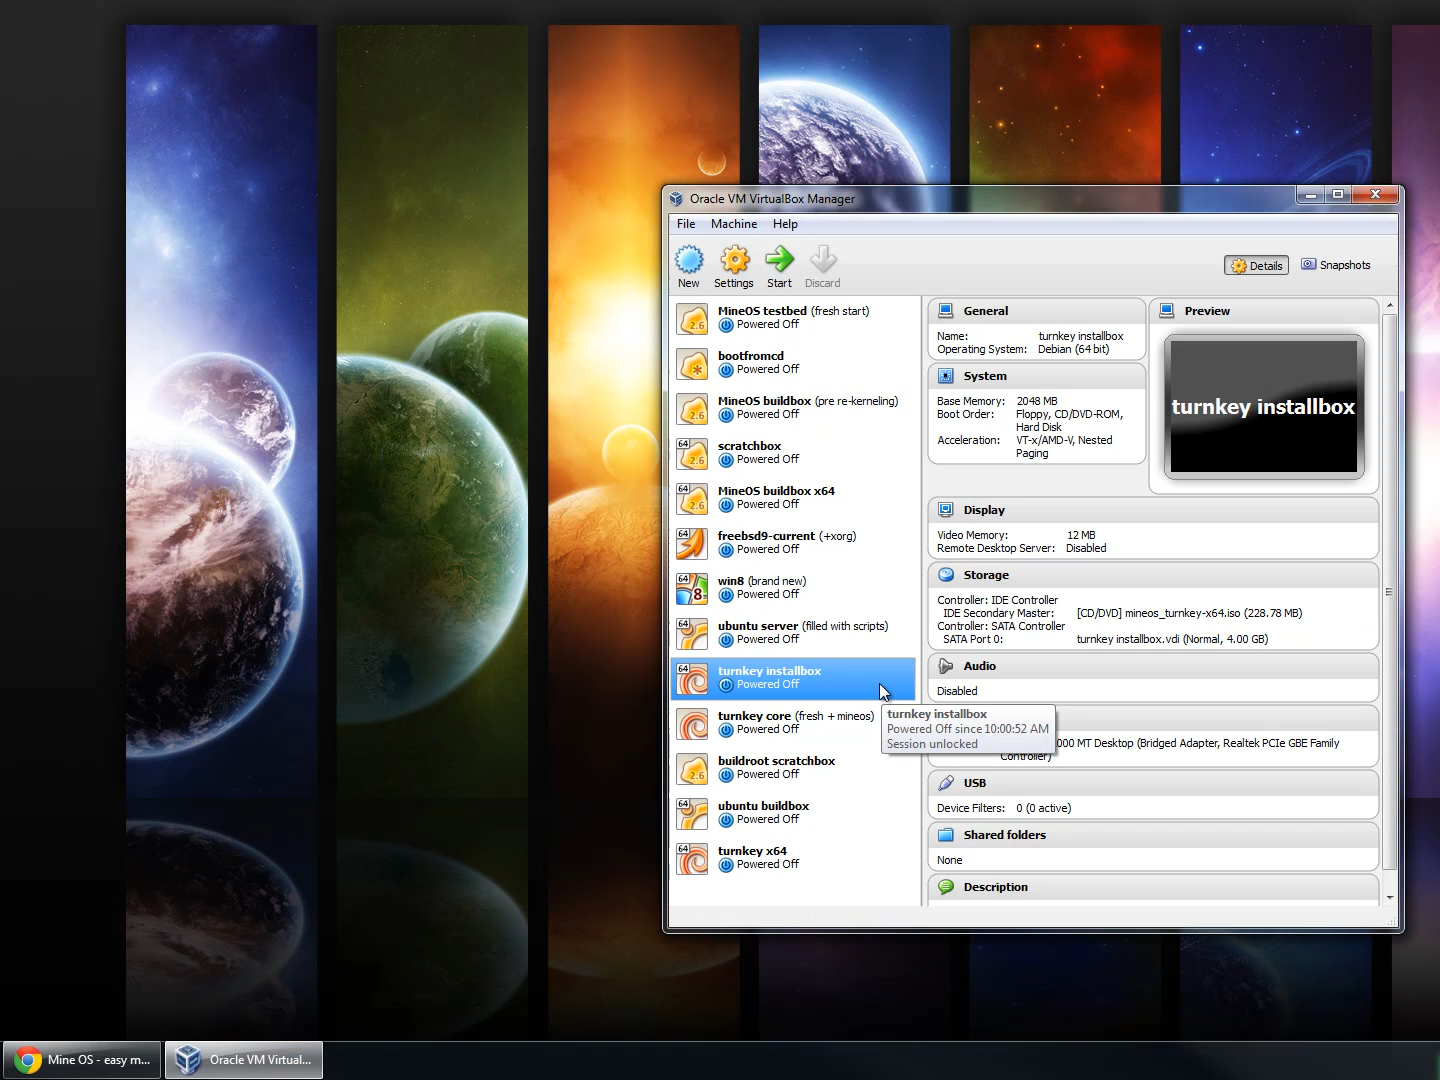 Oracle VM VirtualBox Manager
File Machine Help
New Settings Start Discard
Details Snapshots
MineOS testbed (fresh start)
Powered Off
bootfromcd
Powered Off
MineOS buildbox (pre re-kerneling)
Powered Off
scratchbox
Powered Off
MineOS buildbox x64
Powered Off
freebsd9-current (+xorg)
Powered Off
win8 (brand new)
Powered Off
ubuntu server (filled with scripts)
Powered Off
turnkey installbox
Powered Off
turnkey core (fresh + mineos)
Powered Off
buildroot scratchbox
Powered Off
ubuntu buildbox
Powered Off
turnkey x64
Powered Off
General
Name: turnkey installbox
Operating System: Debian (64 bit)
System
Base Memory: 2048 MB
Boot Order: Floppy, CD/DVD-ROM,
Hard Disk
Acceleration: VT-x/AMD-V, Nested
Paging
Preview
turnkey installbox
Display
Video Memory: 12 MB
Remote Desktop Server: Disabled
Storage
Controller: IDE Controller
IDE Secondary Master: [CD/DVD] mineos_turnkey-x64.iso (228.78 MB)
Controller: SATA Controller
SATA Port 0: turnkey installbox.vdi (Normal, 4.00 GB)
Audio
Disabled
turnkey installbox
Powered Off since 10:00:52 AM
Session unlocked
000 MT Desktop (Bridged Adapter, Realtek PCIe GBE Family
Controller)
USB
Device Filters: 0 (0 active)
Shared folders
None
Description
Mine OS - easy m...
Oracle VM Virtual...